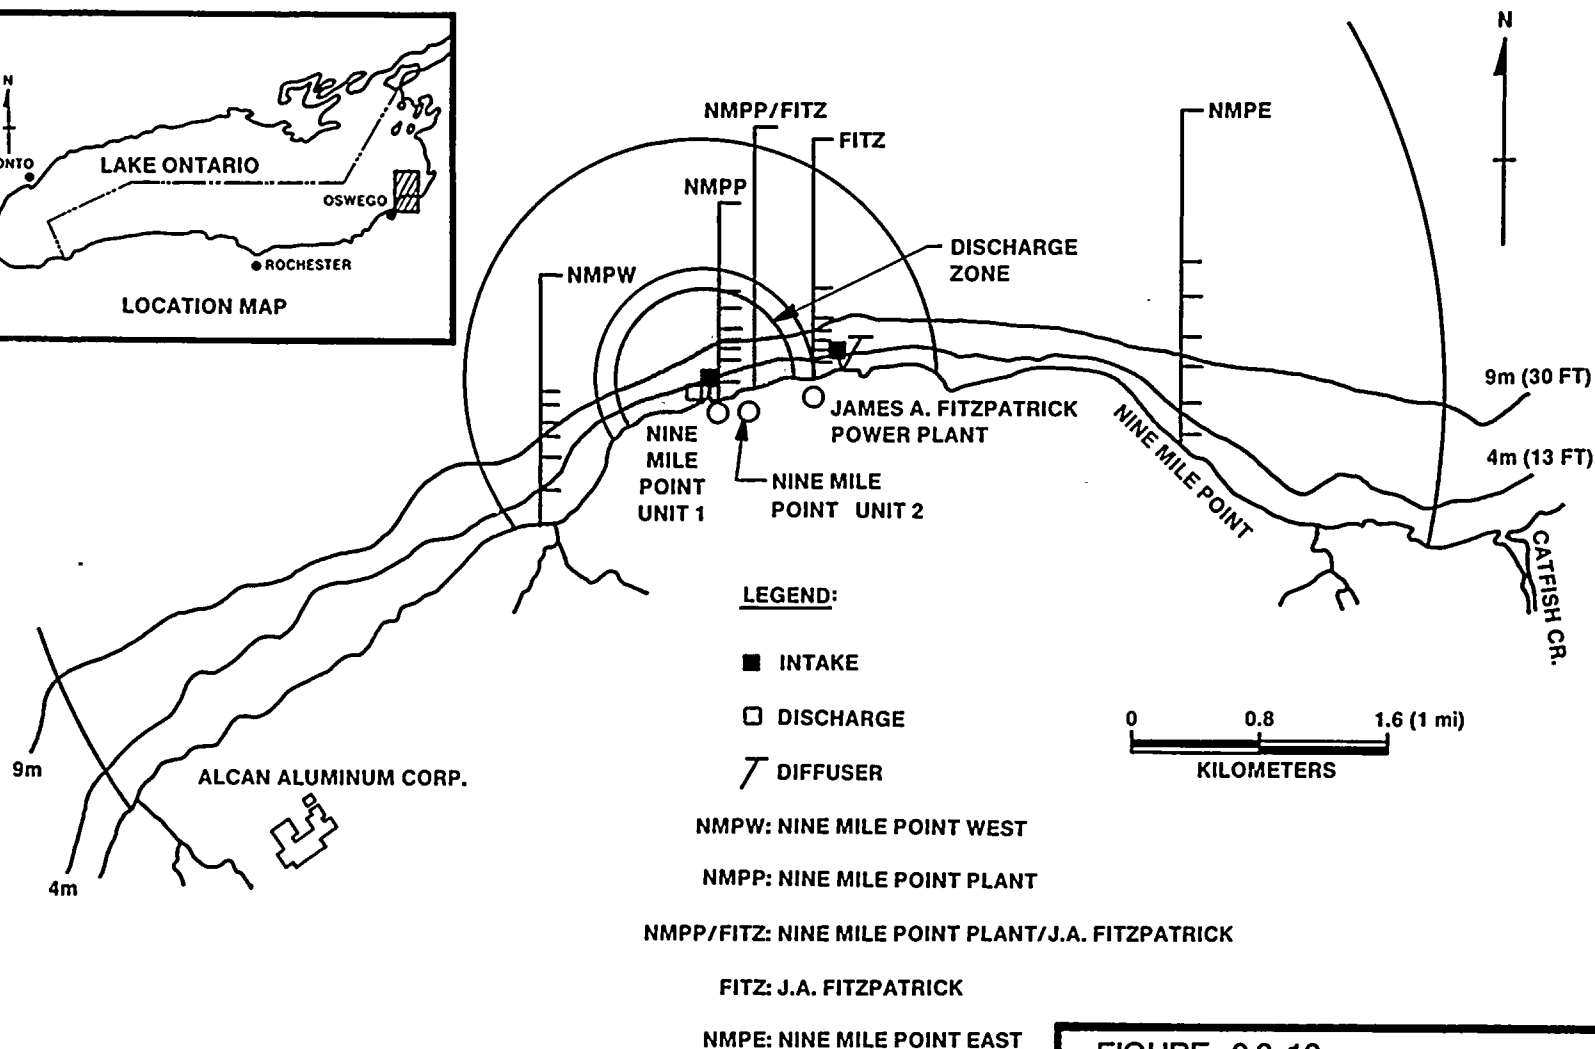 N
ONTO
LAKE ONTARIO
OSWEGO
ROCHESTER
LOCATION MAP
N
NMPP/FITZ
FITZ
NMPE
NMPP
NMPW
DISCHARGE
ZONE
9m (30 FT)
4m (13 FT)
NINE
MILE
POINT
UNIT 1
JAMES A. FITZPATRICK
POWER PLANT
NINE MILE
POINT UNIT 2
NINE MILE POINT
CATFISH CR.
LEGEND:
INTAKE
DISCHARGE
DIFFUSER
0 0.8 1.6 (1 mi)
KILOMETERS
9m
4m
ALCAN ALUMINUM CORP.
NMPW: NINE MILE POINT WEST
NMPP: NINE MILE POINT PLANT
NMPP/FITZ: NINE MILE POINT PLANT/J.A. FITZPATRICK
FITZ: J.A. FITZPATRICK
NMPE: NINE MILE POINT EAST